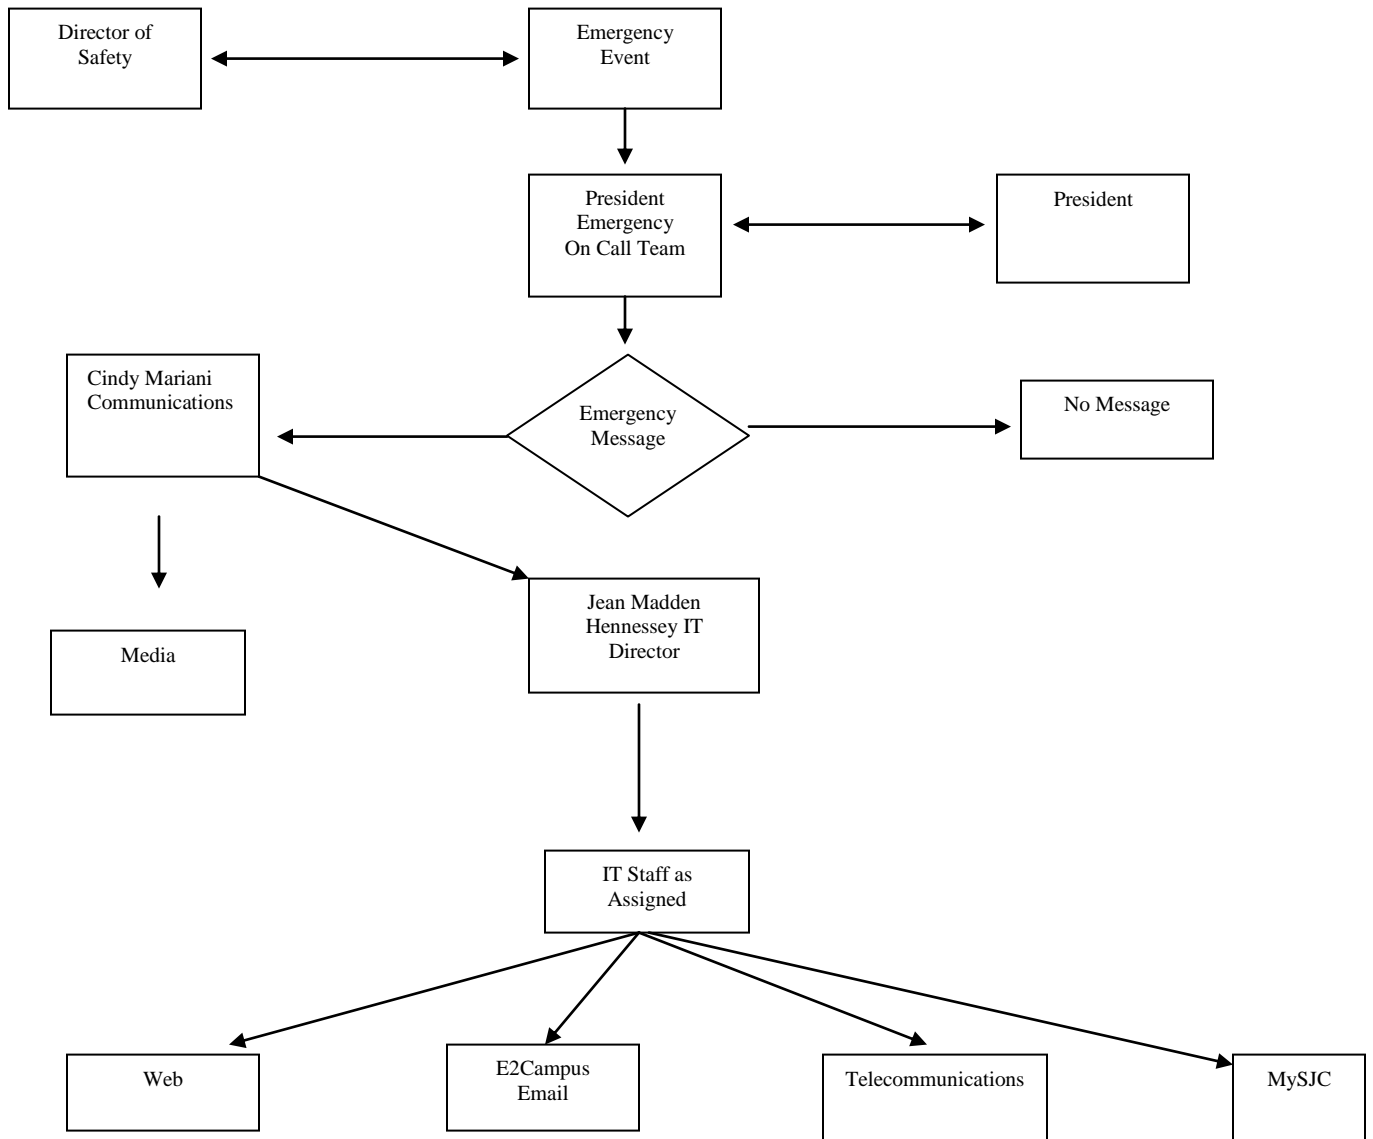 Director of
Safety
Emergency
Event
President
Emergency
On Call Team
President
Cindy Mariani
Communications
Emergency
Message
No Message
Jean Madden
Hennessey IT
Director
Media
IT Staff as
Assigned
Web
E2Campus
Email
Telecommunications
MySJC